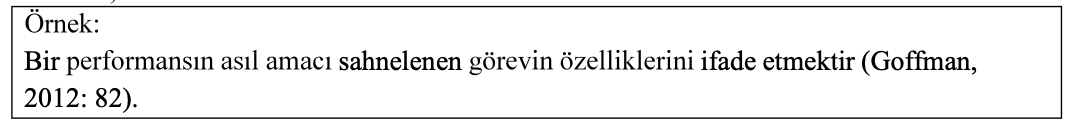 Örnek:
Bir performansın asıl amacı sahnelenen görevin özelliklerini ifade etmektir (Goffman,
2012: 82).